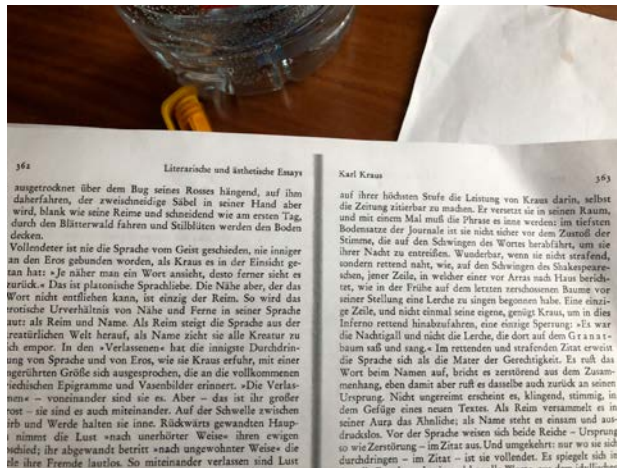 362
Literarische und ästhetische Essays
ausgetrocknet über dem Bug seines Rosses hängend, auf ihm
daherfahren, der zweischneidige Säbel in seiner Hand aber
wird, blank wie seine Reime und schneidend wie am ersten Tag,
durch den Blätterwald fahren und Stilblüten werden den Boden
decken.
Vollendeter ist nie die Sprache vom Geist geschieden, nie inniger
an den Eros gebunden worden, als Kraus es in der Einsicht ge-
tan hat: »Je näher man ein Wort ansieht, desto ferner sieht es
zurück.« Das ist platonische Sprachliebe. Die Nähe aber, der das
Wort nicht entfliehen kann, ist einzig der Reim. So wird das
erotische Urverhältnis von Nähe und Ferne in seiner Sprache
laut: als Reim und Name. Als Reim steigt die Sprache aus der
kreatürlichen Welt herauf, als Name zieht sie alle Kreatur zu
ich empor. In den »Verlassenen« hat die innigste Durchdrin-
ung von Sprache und von Eros, wie sie Kraus erfuhr, mit einer
ngerührten Größe sich ausgesprochen, die an die vollkommenen
riechischen Epigramme und Vasenbilder erinnert. »Die Verlas-
nen« – voneinander sind sie es. Aber – das ist ihr großer
rost – sie sind es auch miteinander. Auf der Schwelle zwischen
irb und Werde halten sie inne. Rückwärts gewandten Haup-
nimmt die Lust »nach unerhörter Weise« ihren ewigen
bschied; ihr abgewandt betritt »nach ungewohnter Weise« die
ele ihre Fremde lautlos. So miteinander verlassen sind Lust
Karl Kraus
363
auf ihrer höchsten Stufe die Leistung von Kraus darin, selbst
die Zeitung zitierbar zu machen. Er versetzt sie in seinen Raum,
und mit einem Mal muß die Phrase es inne werden: im tiefsten
Bodensatze der Journale ist sie nicht sicher vor dem Zustoß der
Stimme, die auf den Schwingen des Wortes herabfährt, um sie
ihrer Nacht zu entreißen. Wunderbar, wenn sie nicht strafend,
sondern rettend naht, wie, auf den Schwingen des Shakespeare-
schen, jener Zeile, in welcher einer vor Arras nach Haus berich-
tet, wie in der Frühe auf dem letzten zerschossenen Baume vor
seiner Stellung eine Lerche zu singen begonnen habe. Eine einzi-
ge Zeile, und nicht einmal seine eigene, genügt Kraus, um in dies
Inferno rettend hinabzufahren, eine einzige Sperrung: »Es war
die Nachtigall und nicht die Lerche, die dort auf dem Granat-
baum saß und sang.« Im rettenden und strafenden Zitat erweist
die Sprache sich als die Mater der Gerechtigkeit. Es ruft das
Wort beim Namen auf, bricht es zerstörend aus dem Zusam-
menhang, eben damit aber ruft es dasselbe auch zurück an seinen
Ursprung. Nicht ungereimt erscheint es, klingend, stimmig, in
dem Gefüge eines neuen Textes. Als Reim versammelt es in
seiner Aura das Ähnliche; als Name steht es einsam und aus-
druckslos. Vor der Sprache weisen sich beide Reiche – Ursprung
so wie Zerstörung – im Zitat aus. Und umgekehrt: nur wo sie sich
durchdringen – im Zitat – ist sie vollendet. Es spiegelt sich in